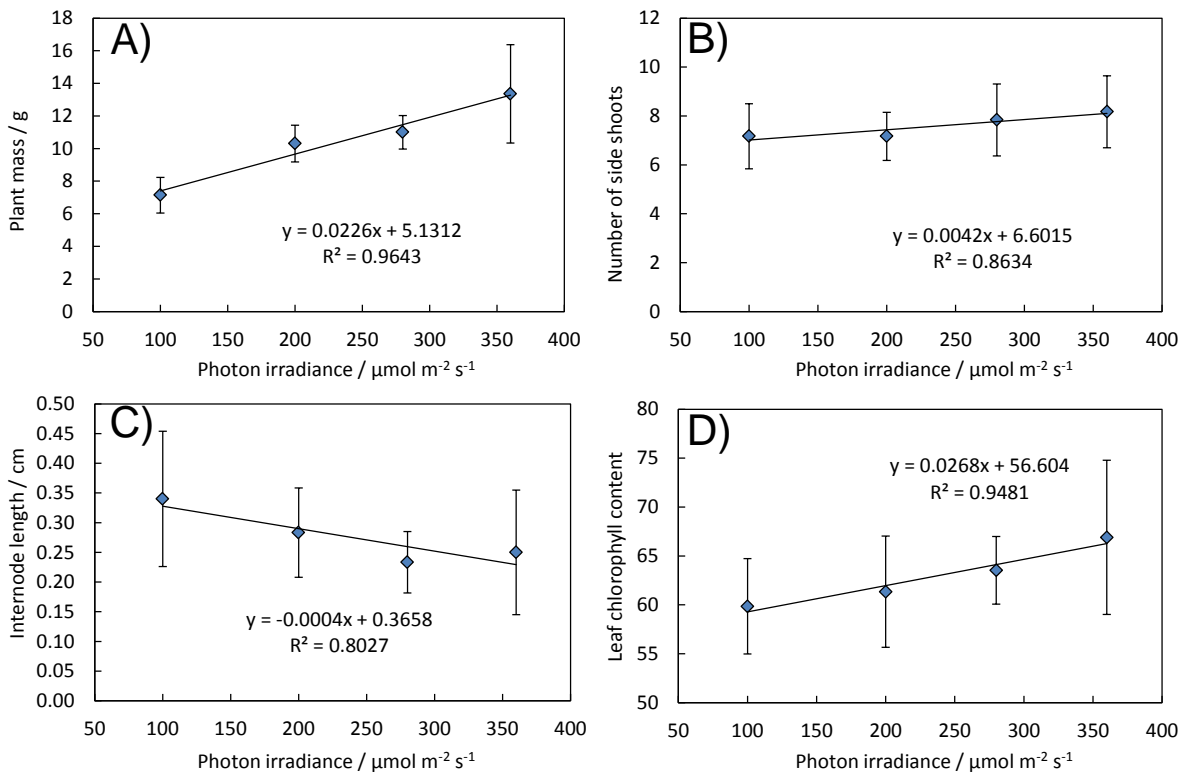 A)
18
16
14
12
10
8
6
4
2
0
Plant mass / g
y = 0.0226x + 5.1312
R² = 0.9643
50 100 150 200 250 300 350 400
Photon irradiance / µmol m⁻² s⁻¹
B)
12
10
8
6
4
2
0
Number of side shoots
y = 0.0042x + 6.6015
R² = 0.8634
50 100 150 200 250 300 350 400
Photon irradiance / µmol m⁻² s⁻¹
C)
0.50
0.45
0.40
0.35
0.30
0.25
0.20
0.15
0.10
0.05
0.00
Internode length / cm
y = -0.0004x + 0.3658
R² = 0.8027
50 100 150 200 250 300 350 400
Photon irradiance / µmol m⁻² s⁻¹
D)
80
75
70
65
60
55
50
Leaf chlorophyll content
y = 0.0268x + 56.604
R² = 0.9481
50 100 150 200 250 300 350 400
Photon irradiance / µmol m⁻² s⁻¹